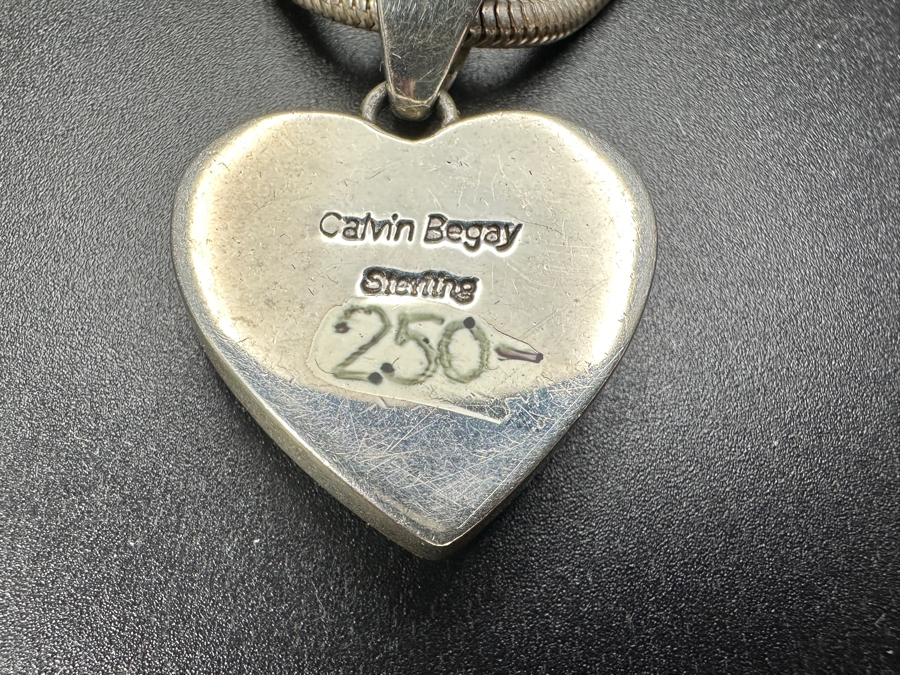 Calvin Begay
Sterling
250-